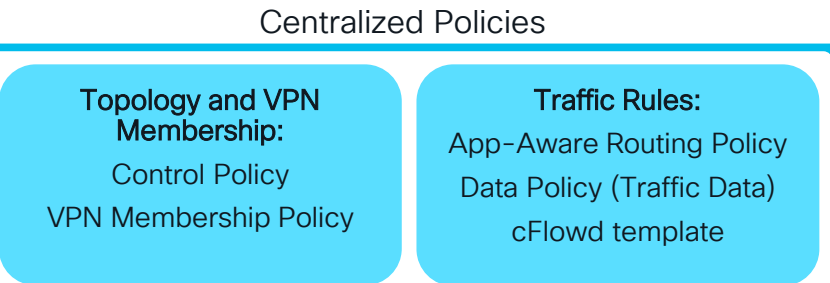 Centralized Policies
Topology and VPN
Membership:
Control Policy
VPN Membership Policy
Traffic Rules:
App-Aware Routing Policy
Data Policy (Traffic Data)
cFlowd template